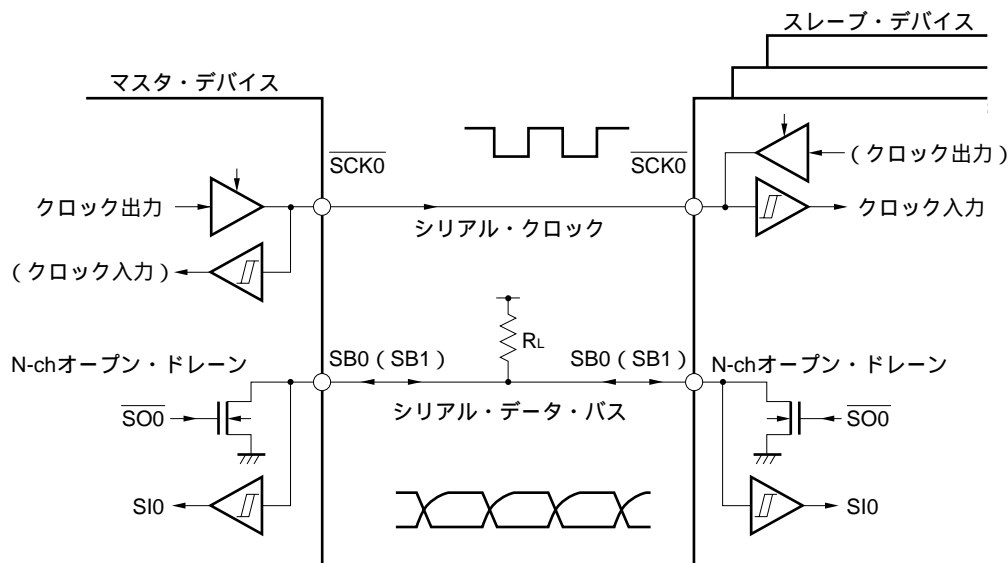 スレーブ・デバイス
マスタ・デバイス
SCK0
SCK0
(クロック出力)
クロック出力
シリアル・クロック
クロック入力
(クロック入力)
RL
N-chオープン・ドレーン
SB0(SB1)
SB0(SB1)
N-chオープン・ドレーン
SO0
シリアル・データ・バス
SO0
SI0
SI0